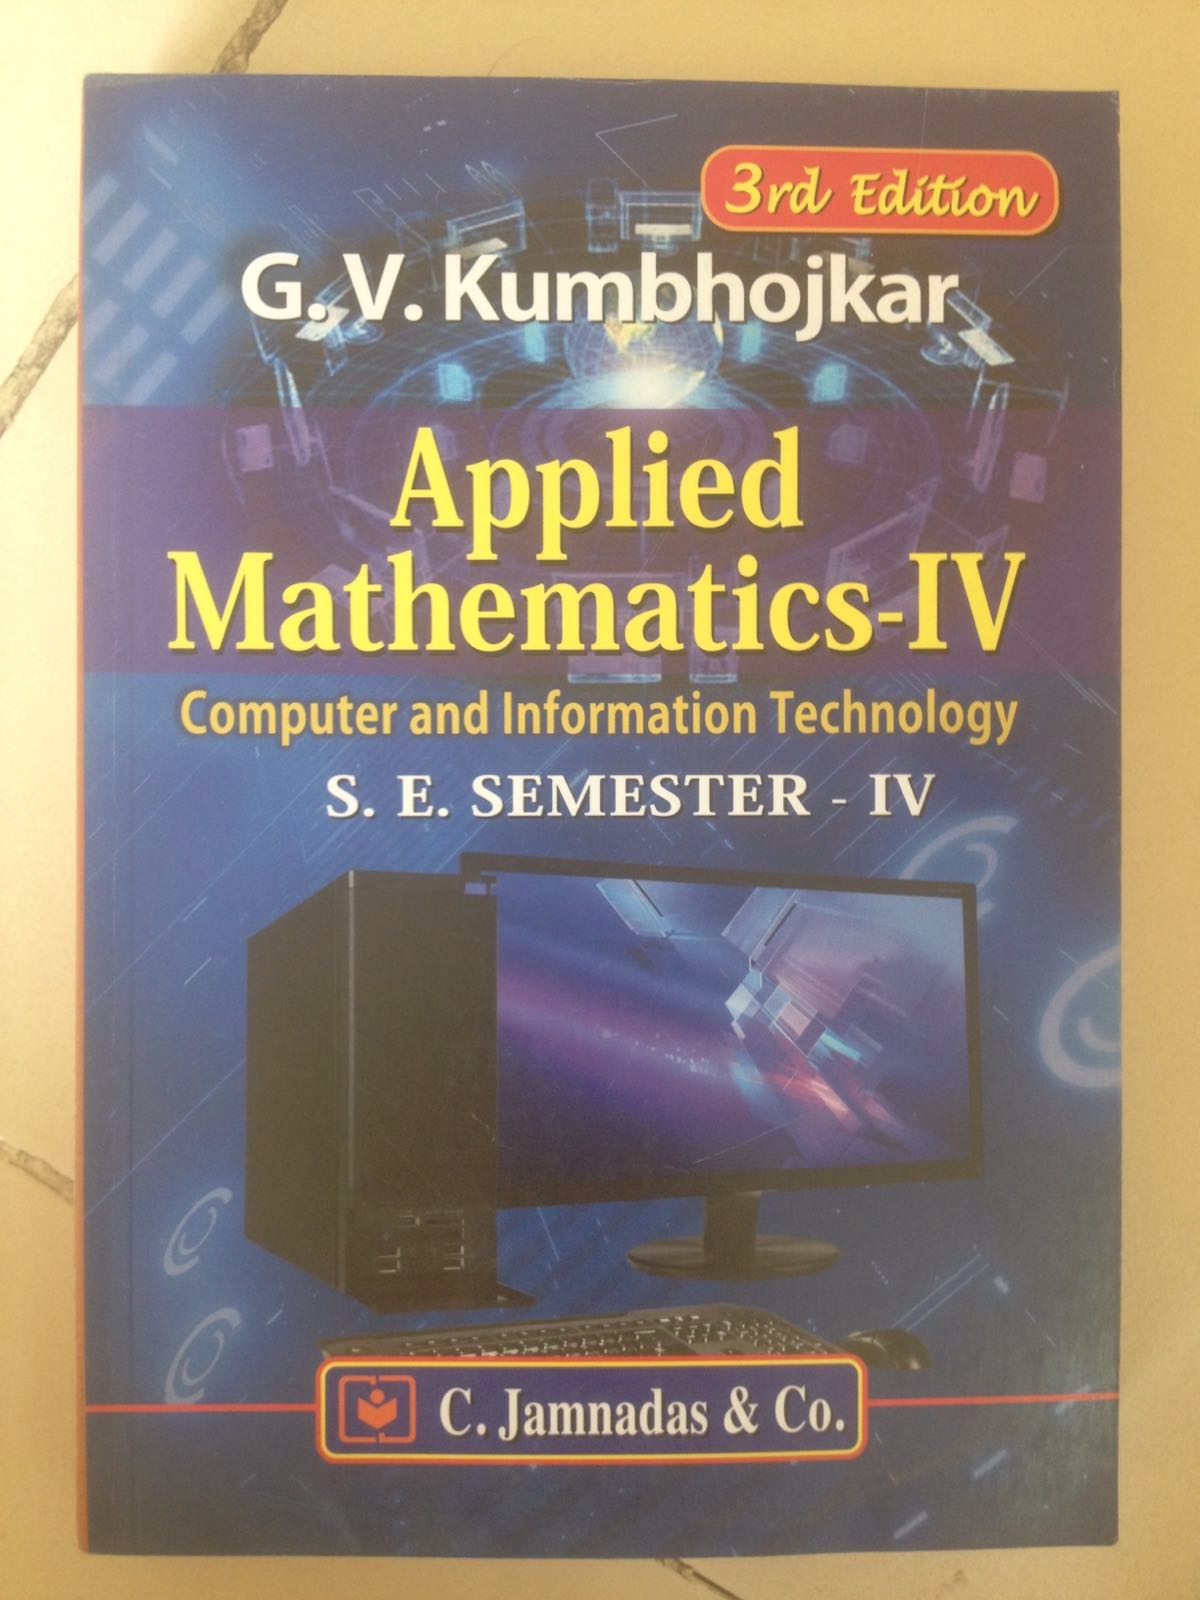 3rd Edition
G. V. Kumbhojkar
Applied
Mathematics-IV
Computer and Information Technology
S. E. SEMESTER - IV
C. Jamnadas & Co.